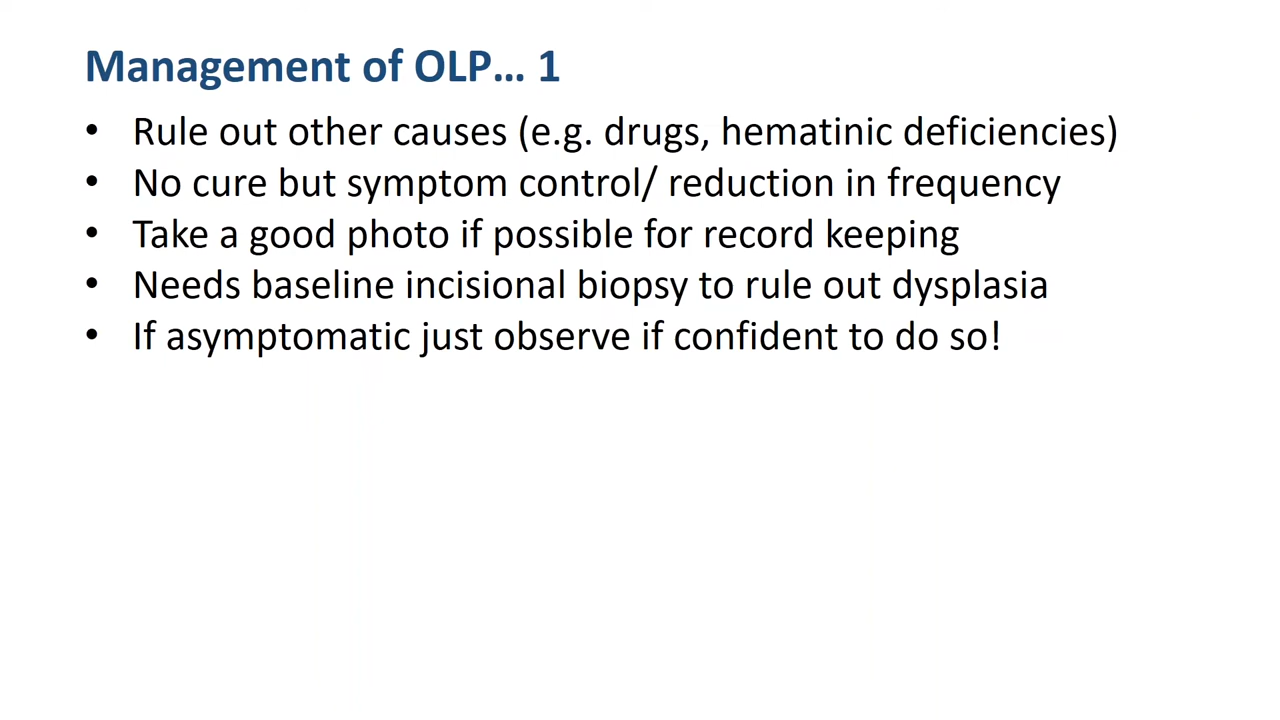 Management of OLP... 1
• Rule out other causes (e.g. drugs, hematinic deficiencies)
• No cure but symptom control/ reduction in frequency
• Take a good photo if possible for record keeping
• Needs baseline incisional biopsy to rule out dysplasia
• If asymptomatic just observe if confident to do so!